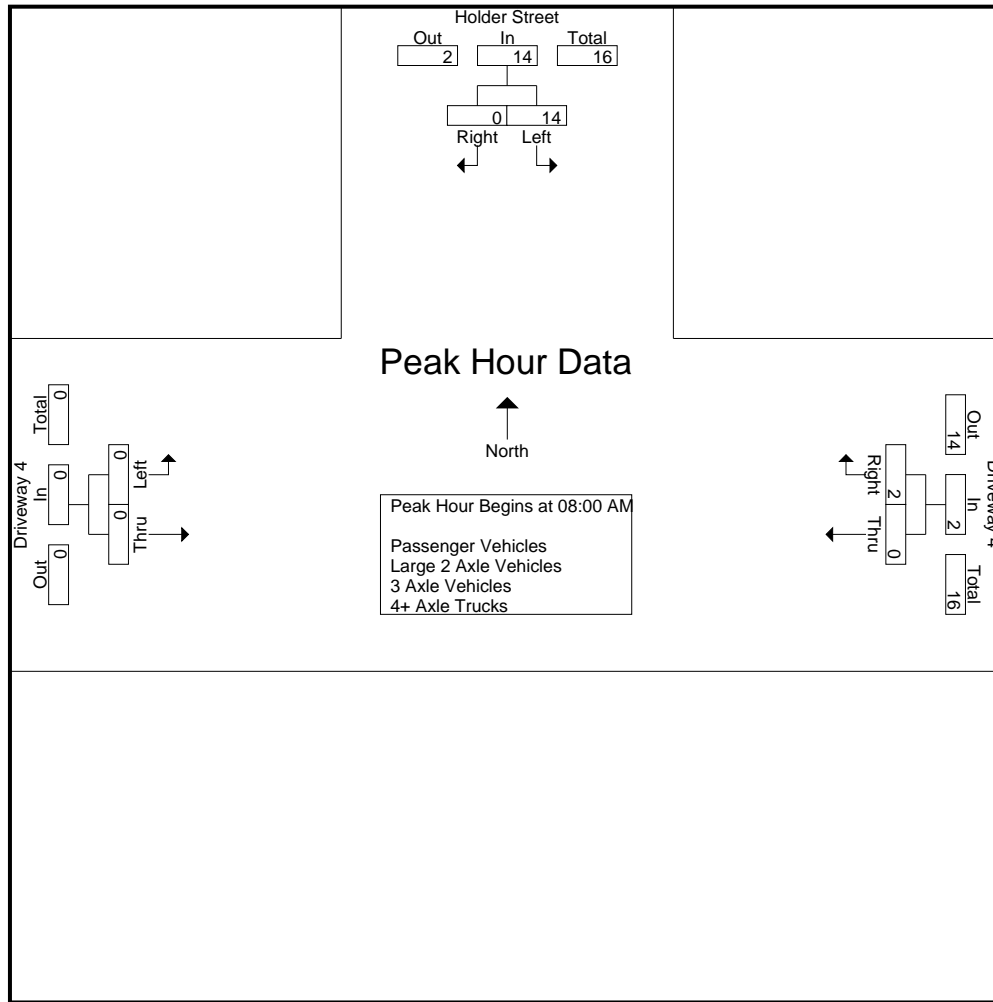 Holder Street
Out In Total
2 14 16
0 14
Right Left
Peak Hour Data
North
Peak Hour Begins at 08:00 AM
Passenger Vehicles
Large 2 Axle Vehicles
3 Axle Vehicles
4+ Axle Trucks
Driveway 4
Out In Total
0 0 0
Left Thru
0 0
Driveway 4
Out In Total
14 2 16
Right Thru
2 0